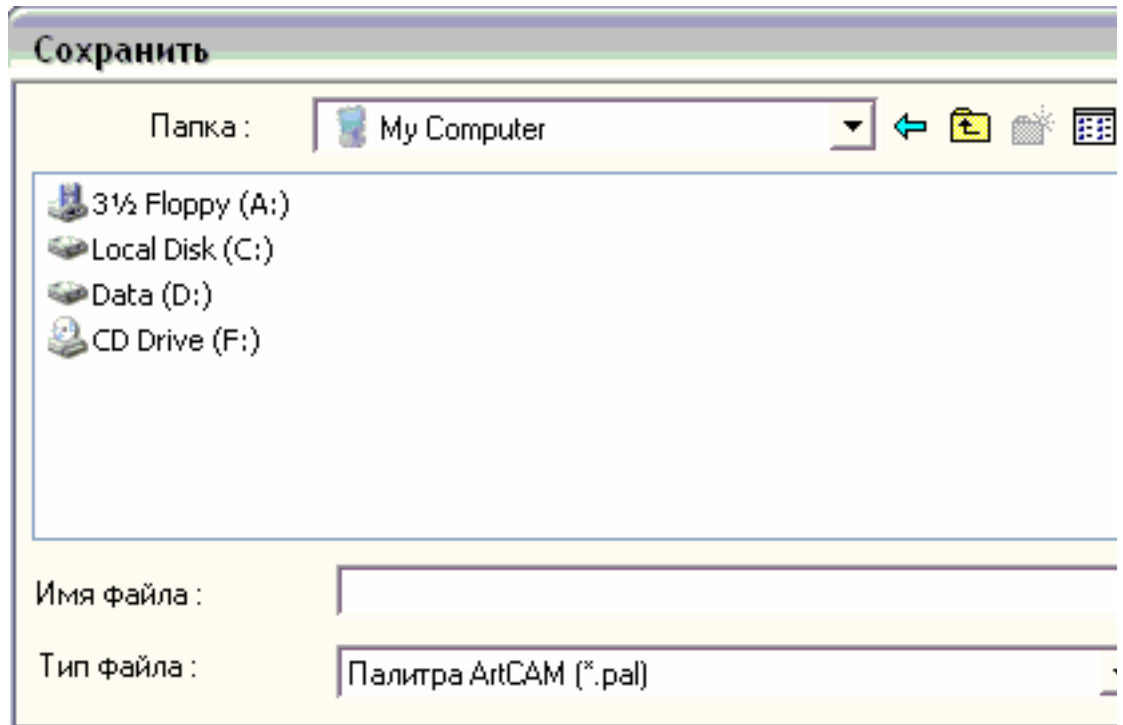 Сохранить
Папка : My Computer
3½ Floppy (A:)
Local Disk (C:)
Data (D:)
CD Drive (F:)
Имя файла :
Тип файла : Палитра ArtCAM (*.pal)